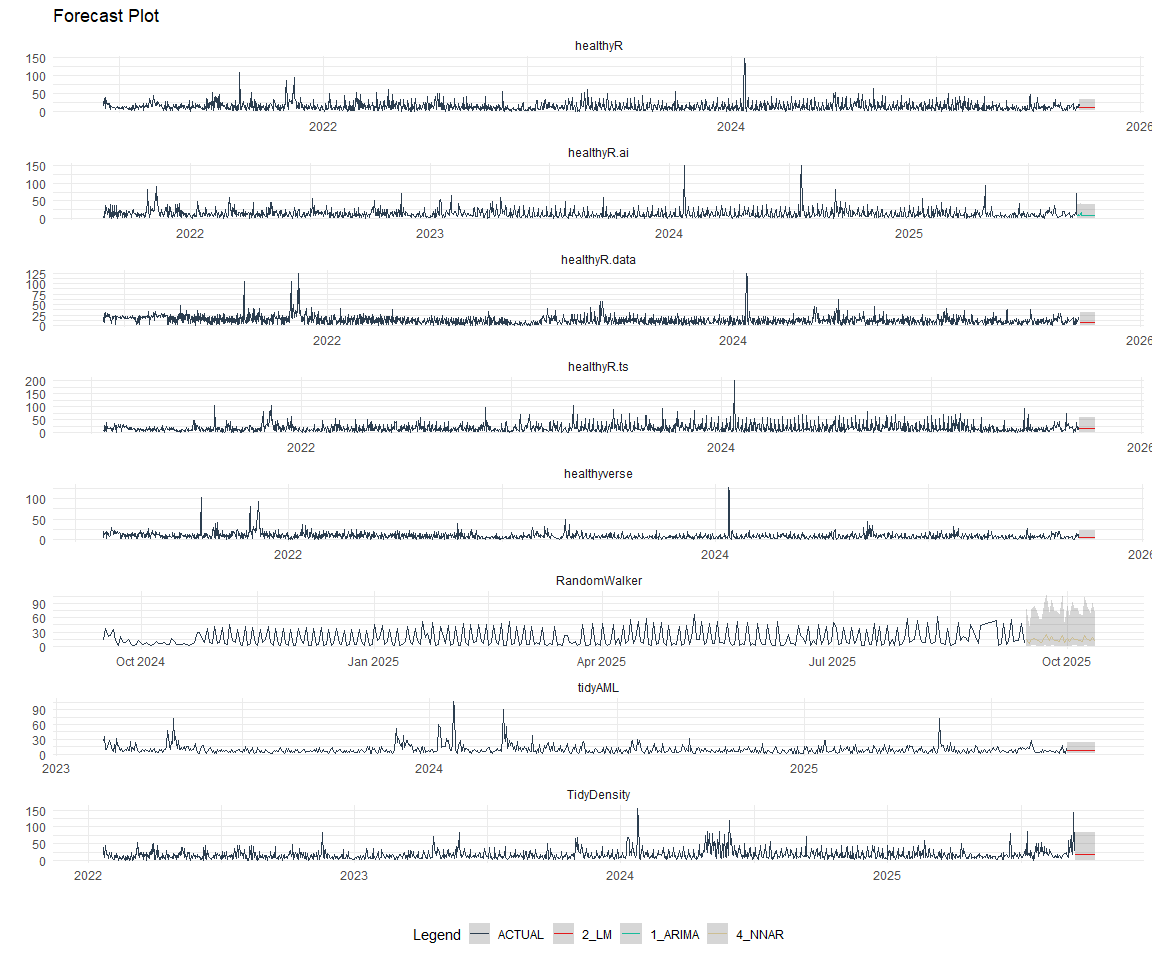 Forecast Plot
healthyR
150
100
50
0
2022 2024 2026
healthyR.ai
150
100
50
0
2022 2023 2024 2025
healthyR.data
125
100
75
50
25
0
2022 2024 2026
healthyR.ts
200
150
100
50
0
2022 2024 2026
healthyverse
100
50
0
2022 2024 2026
RandomWalker
90
60
30
0
Oct 2024 Jan 2025 Apr 2025 Jul 2025 Oct 2025
tidyAML
90
60
30
0
2023 2024 2025
TidyDensity
150
100
50
0
2022 2023 2024 2025
Legend ACTUAL 2_LM 1_ARIMA 4_NNAR